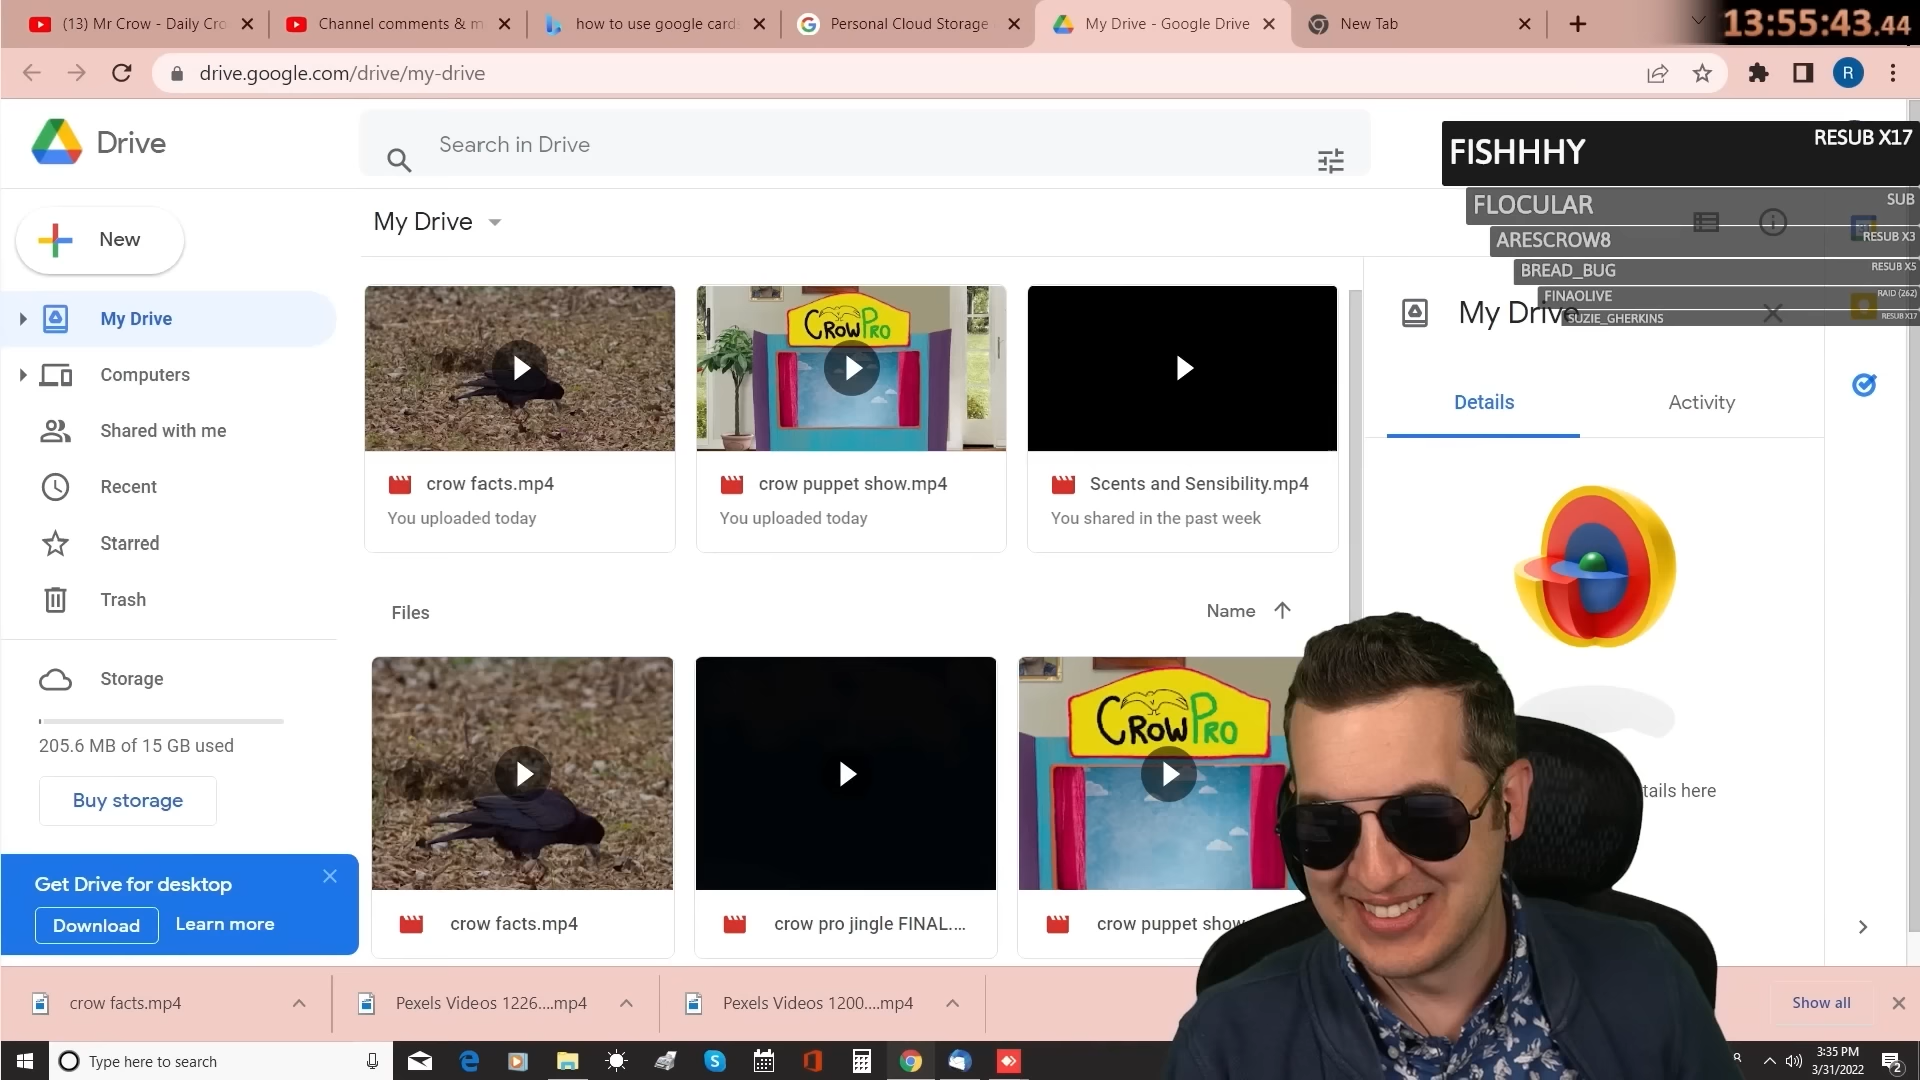 (13) Mr Crow - Daily Cro
Channel comments & m
how to use google card
Personal Cloud Storage
My Drive - Google Drive
New Tab
13:55:43.44
drive.google.com/drive/my-drive
R
Drive
Search in Drive
FISHHHY RESUB X17
FLOCULAR SUB
ARESCROW8 RESUB X3
BREAD_BUG RESUB X5
FINAOLIVE RAID (262)
SUZIE_GHERKINS RESUB X17
New
My Drive
My Drive
Computers
Shared with me
Recent
Starred
Trash
Storage
205.6 MB of 15 GB used
Buy storage
Get Drive for desktop
Download Learn more
CROWPRO
crow facts.mp4
You uploaded today
crow puppet show.mp4
You uploaded today
Scents and Sensibility.mp4
You shared in the past week
Files
Name
CROWPRO
crow facts.mp4
crow pro jingle FINAL....
crow puppet show
My Drive
Details
Activity
tails here
crow facts.mp4
Pexels Videos 1226....mp4
Pexels Videos 1200....mp4
Show all
Type here to search
3:35 PM
3/31/2022
2